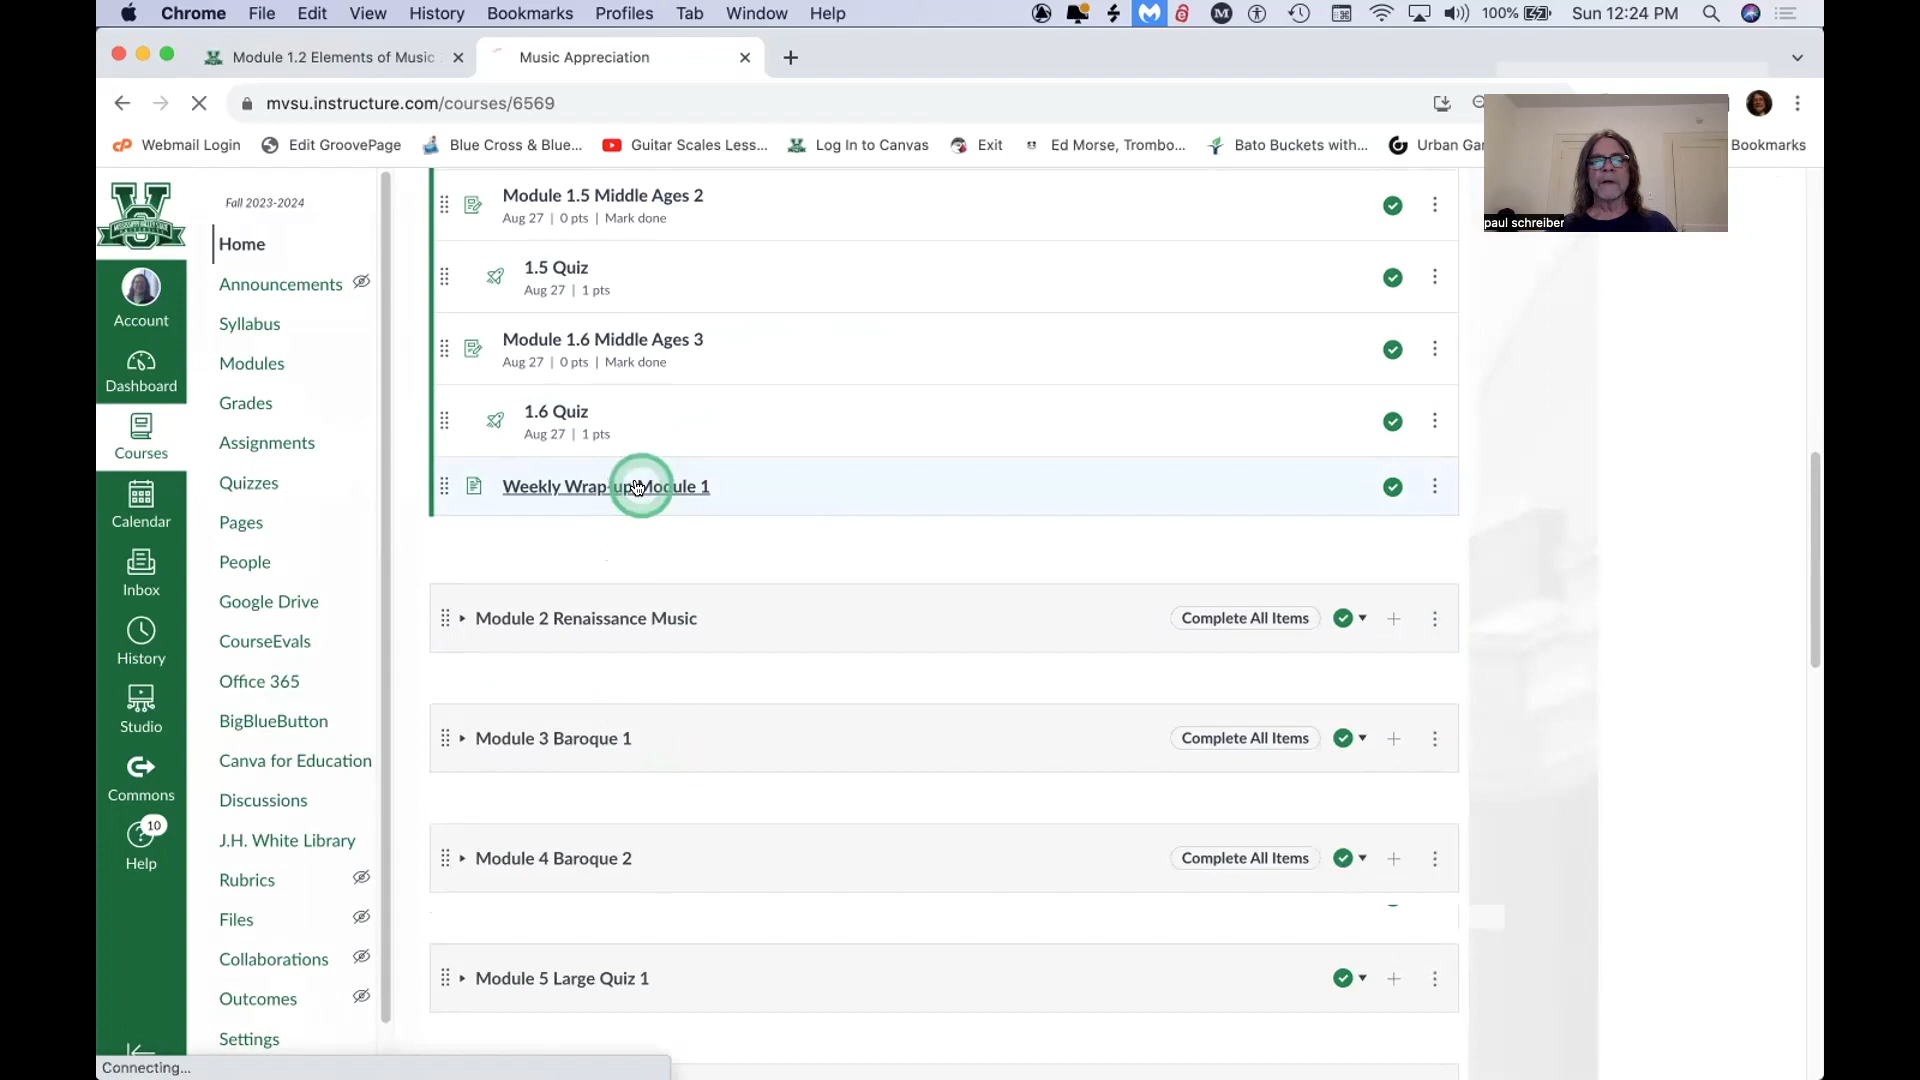 Chrome File Edit View History Bookmarks Profiles Tab Window Help 100% Sun 12:24 PM
Module 1.2 Elements of Music Music Appreciation
mvsu.instructure.com/courses/6569
Webmail Login Edit GroovePage Blue Cross & Blue... Guitar Scales Less... Log In to Canvas Exit Ed Morse, Trombo... Bato Buckets with... Urban Ga Bookmarks
paul schreiber
Account
Dashboard
Courses
Calendar
Inbox
History
Studio
Commons
10
Help
Fall 2023-2024
Home
Announcements
Syllabus
Modules
Grades
Assignments
Quizzes
Pages
People
Google Drive
CourseEvals
Office 365
BigBlueButton
Canva for Education
Discussions
J.H. White Library
Rubrics
Files
Collaborations
Outcomes
Settings
Module 1.5 Middle Ages 2
Aug 27 | 0 pts | Mark done
1.5 Quiz
Aug 27 | 1 pts
Module 1.6 Middle Ages 3
Aug 27 | 0 pts | Mark done
1.6 Quiz
Aug 27 | 1 pts
Weekly Wrap-up Module 1
Module 2 Renaissance Music Complete All Items
Module 3 Baroque 1 Complete All Items
Module 4 Baroque 2 Complete All Items
Module 5 Large Quiz 1
Connecting...